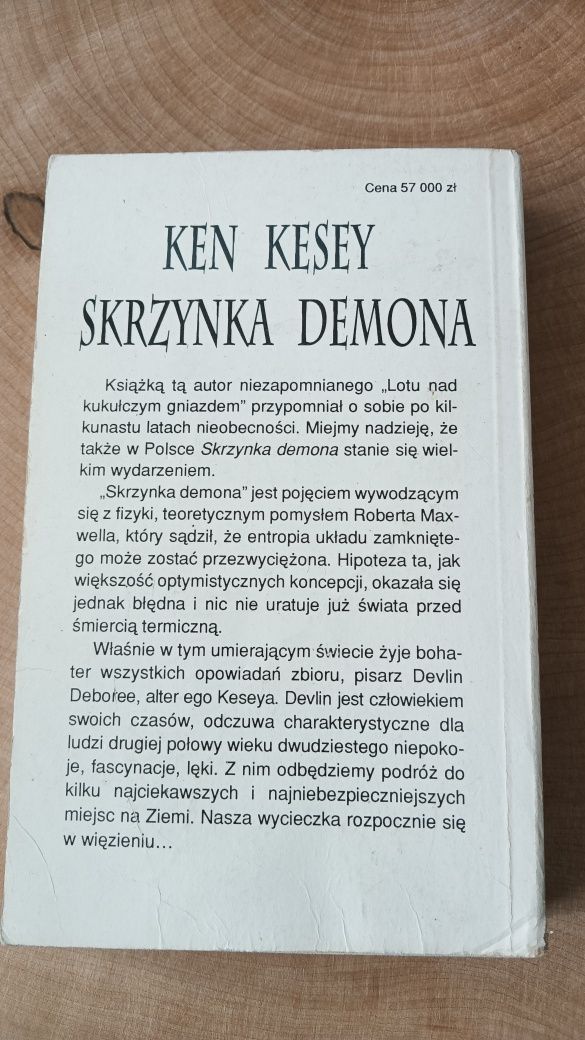 Cena 57 000 zł
KEN KESEY
SKRZYNKA DEMONA
Książką tą autor niezapomnianego „Lotu nad
kukułczym gniazdem” przypomniał o sobie po kil-
kunastu latach nieobecności. Miejmy nadzieję, że
także w Polsce Skrzynka demona stanie się wiel-
kim wydarzeniem.
„Skrzynka demona” jest pojęciem wywodzącym
się z fizyki, teoretycznym pomysłem Roberta Max-
wella, który sądził, że entropia układu zamknięte-
go może zostać przezwyciężona. Hipoteza ta, jak
większość optymistycznych koncepcji, okazała się
jednak błędna i nic nie uratuje już świata przed
śmiercią termiczną.
Właśnie w tym umierającym świecie żyje boha-
ter wszystkich opowiadań zbioru, pisarz Devlin
Deboree, alter ego Keseya. Devlin jest człowiekiem
swoich czasów, odczuwa charakterystyczne dla
ludzi drugiej połowy wieku dwudziestego niepoko-
je, fascynacje, lęki. Z nim odbędziemy podróż do
kilku najciekawszych i najniebezpieczniejszych
miejsc na Ziemi. Nasza wycieczka rozpocznie się
w więzieniu...